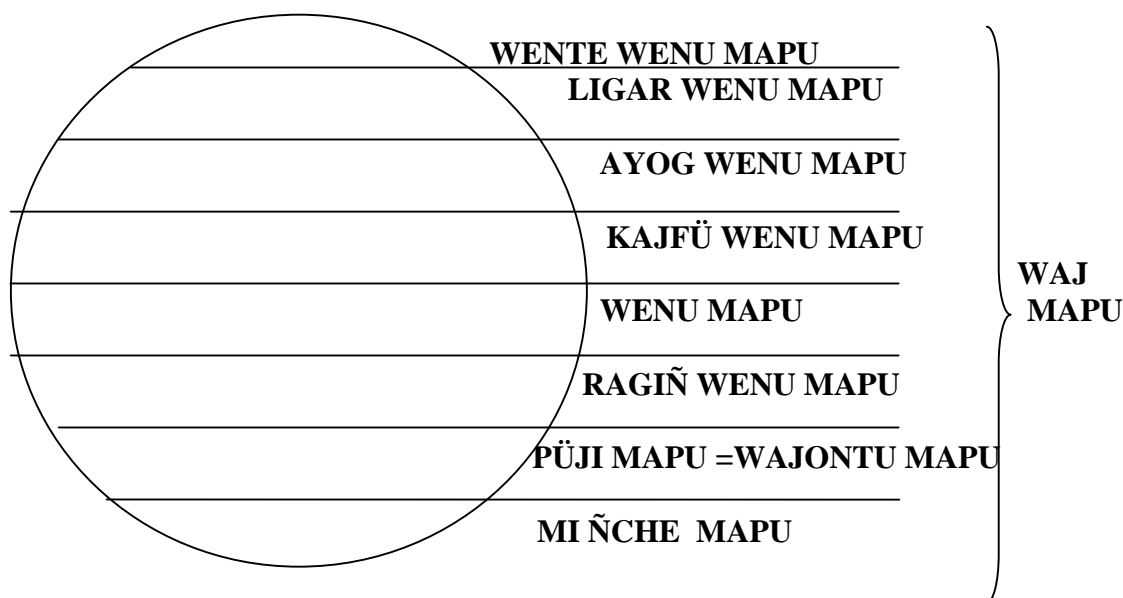 WENTE WENU MAPU
LIGAR WENU MAPU
AYOG WENU MAPU
KAJFÜ WENU MAPU
WENU MAPU
RAGIÑ WENU MAPU
PÜJI MAPU =WAJONTU MAPU
MI ÑCHE  MAPU
WAJ
MAPU